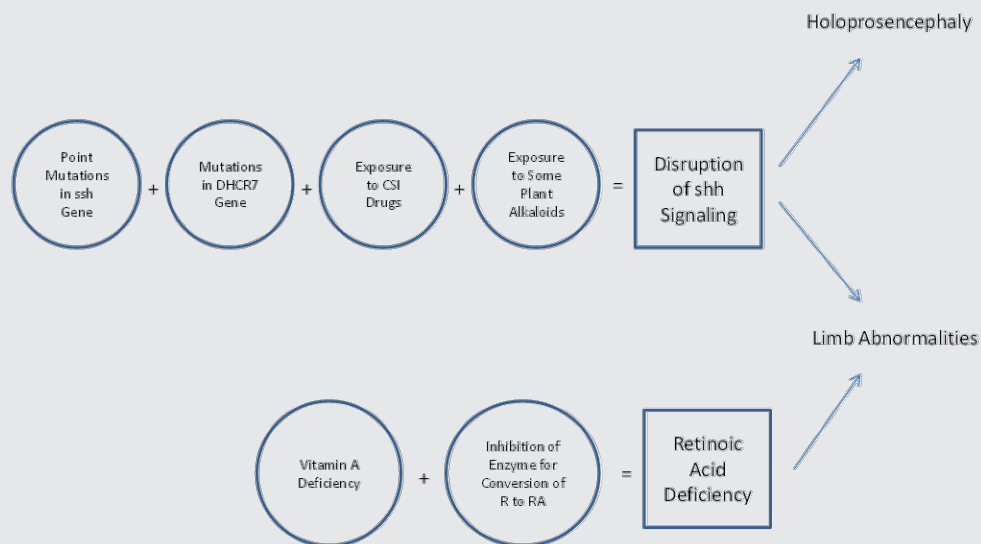 Holoprosencephaly
Point
Mutations
in ssh
Gene
+
Mutations
in DHCR7
Gene
+
Exposure
to CSI
Drugs
+
Exposure
to Some
Plant
Alkaloids
=
Disruption
of shh
Signaling
Limb Abnormalities
Vitamin A
Deficiency
+
Inhibition of
Enzyme for
Conversion of
R to RA
=
Retinoic
Acid
Deficiency